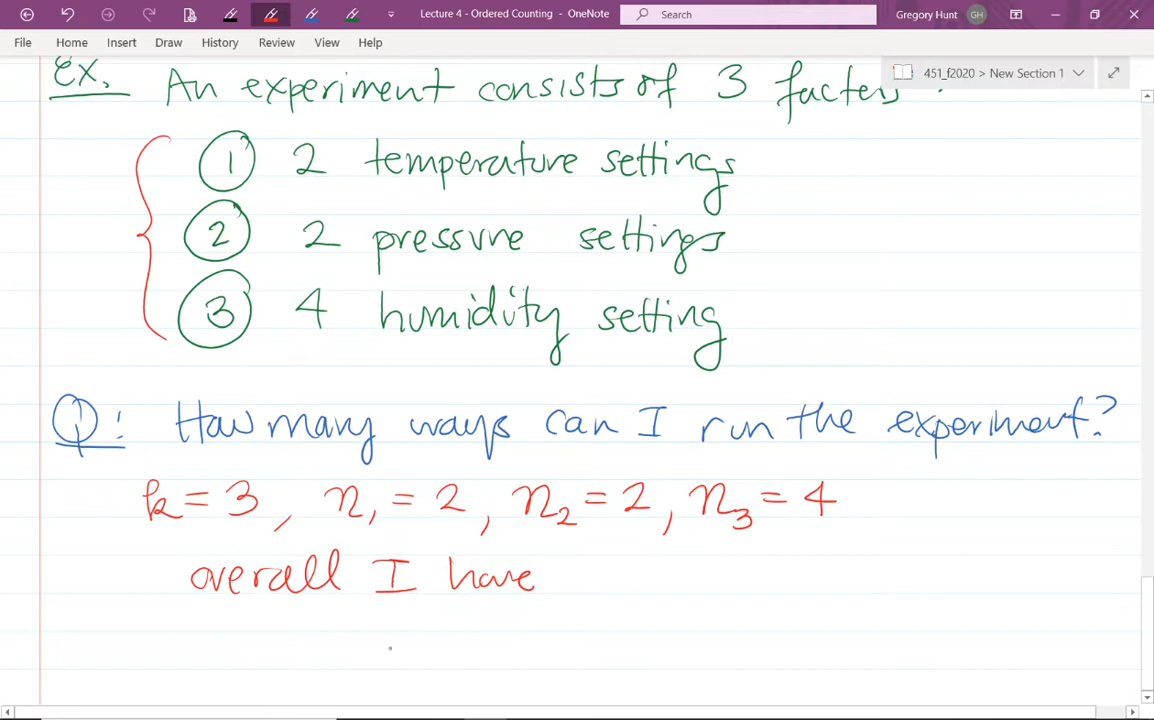 Lecture 4 - Ordered Counting - OneNote
Search
Gregory Hunt GH
File Home Insert Draw History Review View Help
451_f2020 > New Section 1
Ex. An experiment consists of 3 factors:
① 2 temperature settings
② 2 pressure settings
③ 4 humidity setting
Q: How many ways can I run the experiment?
k = 3, n₁ = 2, n₂ = 2, n₃ = 4
overall I have